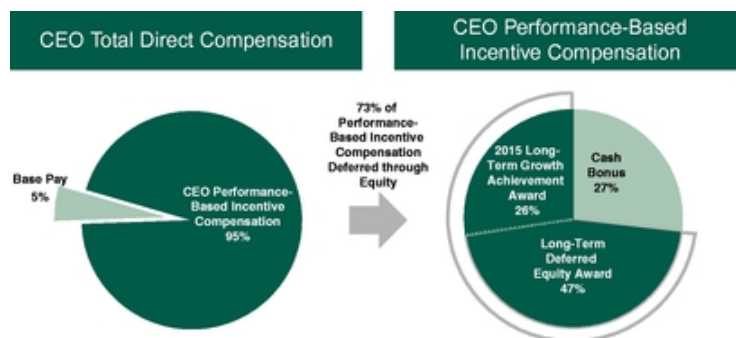 CEO Total Direct Compensation
CEO Performance-Based
Incentive Compensation
Base Pay
5%
CEO Performance-
Based Incentive
Compensation
95%
73% of
Performance-
Based Incentive
Compensation
Deferred through
Equity
2015 Long-
Term Growth
Achievement
Award
26%
Cash
Bonus
27%
Long-Term
Deferred
Equity Award
47%